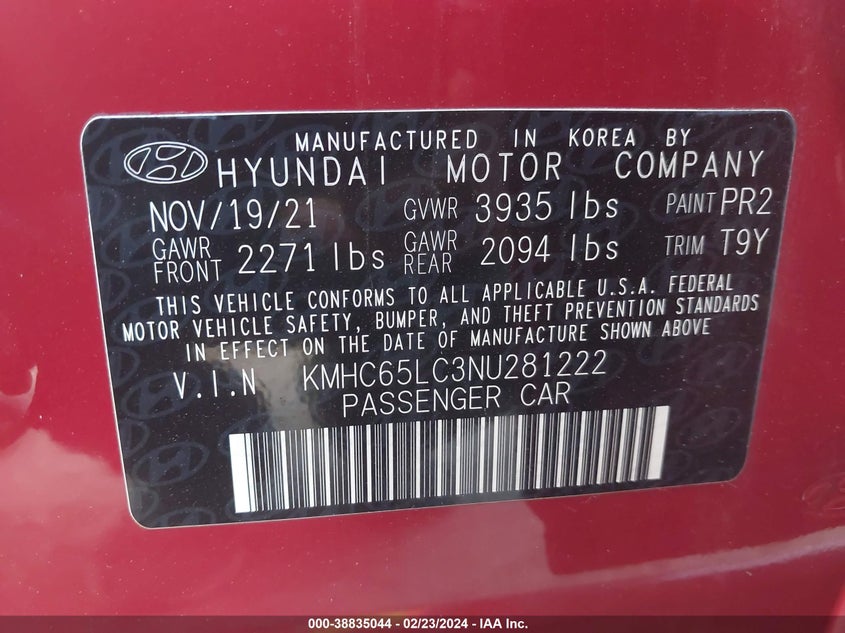 MANUFACTURED IN KOREA BY
HYUNDAI MOTOR COMPANY
NOV/19/21 GVWR 3935 lbs PAINT PR2
GAWR FRONT 2271 lbs GAWR REAR 2094 lbs TRIM T9Y
THIS VEHICLE CONFORMS TO ALL APPLICABLE U.S.A. FEDERAL
MOTOR VEHICLE SAFETY, BUMPER, AND THEFT PREVENTION STANDARDS
IN EFFECT ON THE DATE OF MANUFACTURE SHOWN ABOVE
V.I.N KMHC65LC3NU281222
PASSENGER CAR
000-38835044 - 02/23/2024 - IAA Inc.